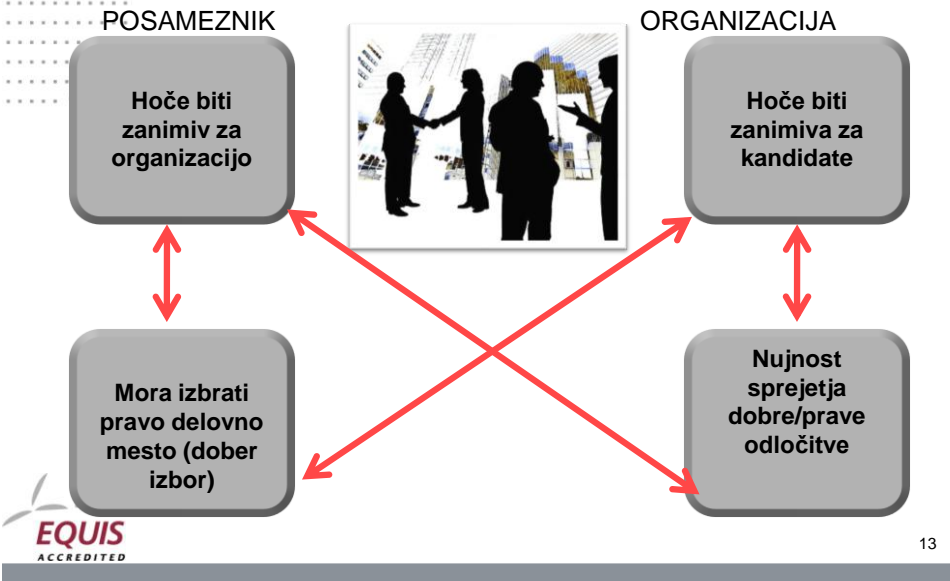 POSAMEZNIK
ORGANIZACIJA
Hoče biti
zanimiv za
organizacijo
Hoče biti
zanimiva za
kandidate
Mora izbrati
pravo delovno
mesto (dober
izbor)
Nujnost
sprejetja
dobre/prave
odločitve
EQUIS
ACCREDITED
13